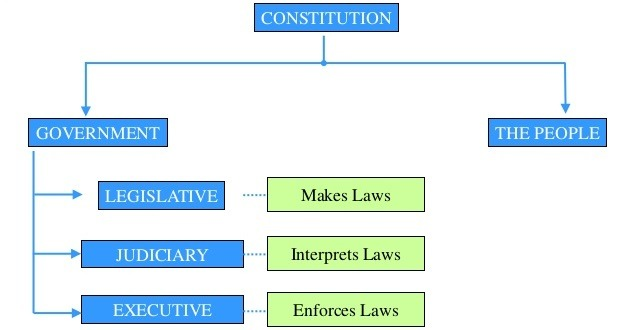 CONSTITUTION
GOVERNMENT
THE PEOPLE
LEGISLATIVE
Makes Laws
JUDICIARY
Interprets Laws
EXECUTIVE
Enforces Laws